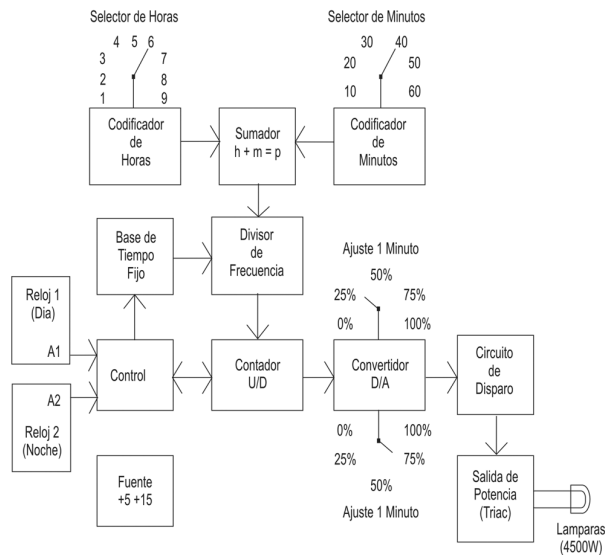 Selector de Horas
4 5 6
3 7
2 8
1 9
Codificador
de
Horas
Sumador
h + m = p
Selector de Minutos
30 40
20 50
10 60
Codificador
de
Minutos
Base de
Tiempo
Fijo
Divisor
de
Frecuencia
Ajuste 1 Minuto
50%
25% 75%
0% 100%
Reloj 1
(Dia)
A1
A2
Reloj 2
(Noche)
Control
Contador
U/D
Convertidor
D/A
Circuito
de
Disparo
0% 100%
25% 75%
50%
Ajuste 1 Minuto
Fuente
+5 +15
Salida de
Potencia
(Triac)
Lamparas
(4500W)